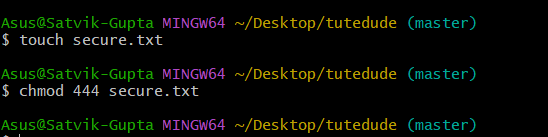 Asus@Satvik-Gupta MINGW64 ~/Desktop/tutedude (master)
$ touch secure.txt
Asus@Satvik-Gupta MINGW64 ~/Desktop/tutedude (master)
$ chmod 444 secure.txt
Asus@Satvik-Gupta MINGW64 ~/Desktop/tutedude (master)